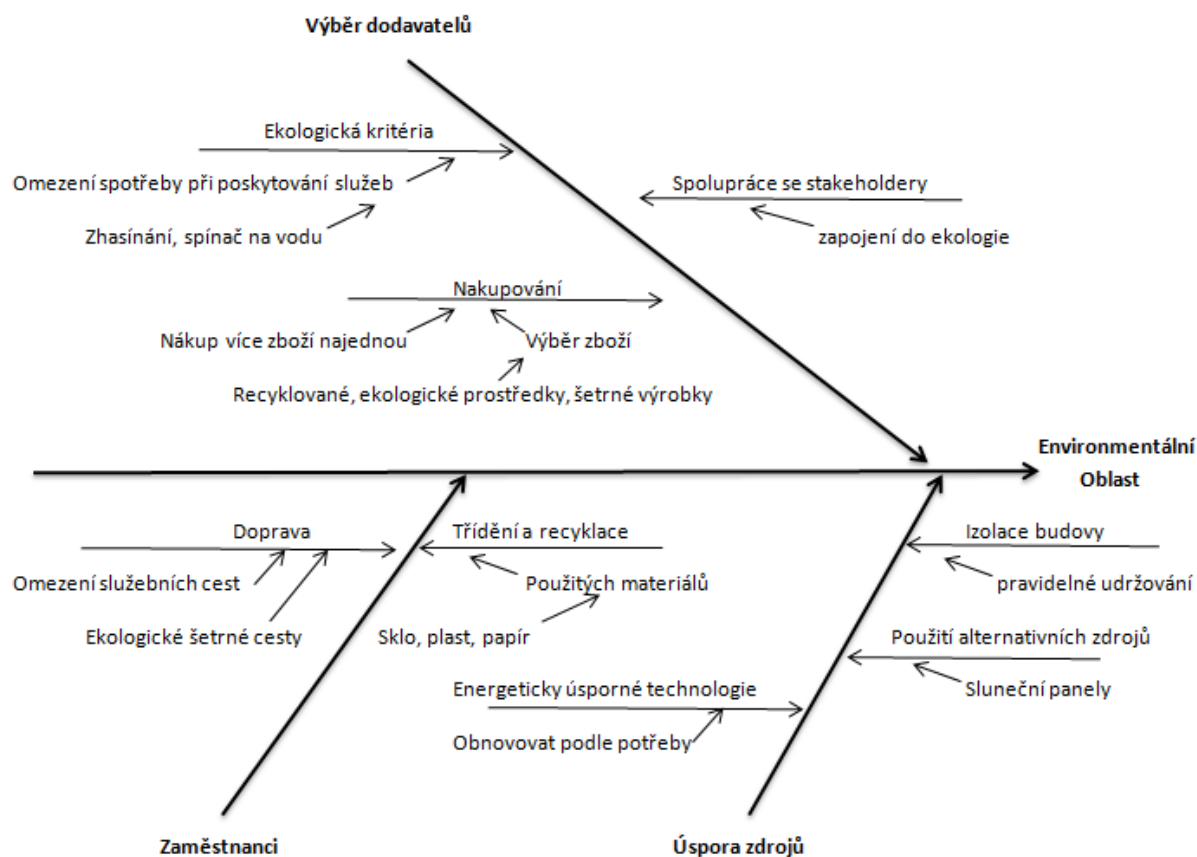 Výběr dodavatelů
Ekologická kritéria
Omezení spotřeby při poskytování služeb
Spolupráce se stakeholdery
Zhasínání, spínač na vodu
zapojení do ekologie
Nakupování
Nákup více zboží najednou
Výběr zboží
Recyklované, ekologické prostředky, šetrné výrobky
Environmentální
Oblast
Doprava
Třídění a recyklace
Izolace budovy
Omezení služebních cest
Použitých materiálů
pravidelné udržování
Ekologické šetrné cesty
Sklo, plast, papír
Použití alternativních zdrojů
Energeticky úsporné technologie
Sluneční panely
Obnovovat podle potřeby
Zaměstnanci
Úspora zdrojů